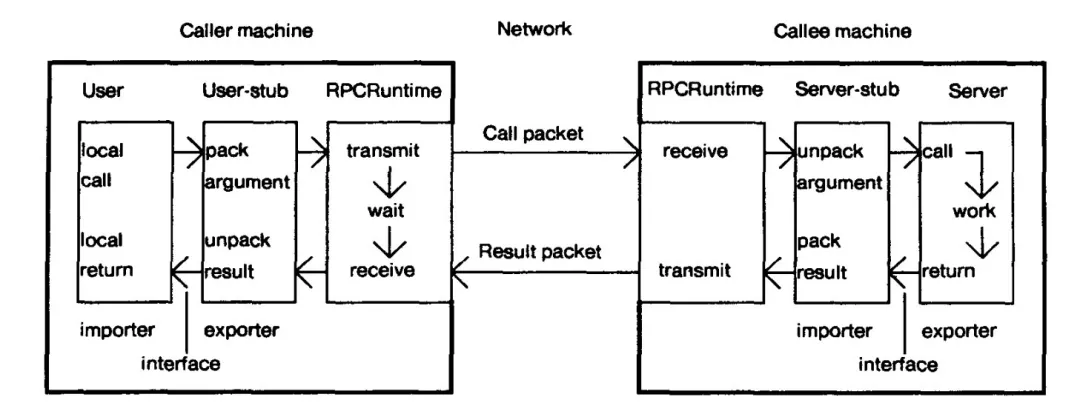 Caller machine Network Callee machine
User User-stub RPCRuntime RPCRuntime Server-stub Server
Call packet
local pack transmit receive unpack call
call argument argument
wait work
local unpack pack
Result packet
return result receive transmit result return
importer exporter importer exporter
interface interface